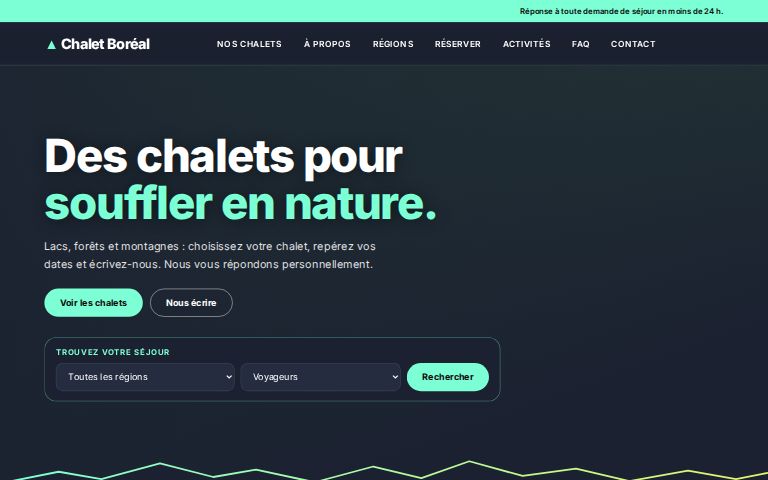 Réponse à toute demande de séjour en moins de 24 h.
▲ Chalet Boréal
NOS CHALETS
À PROPOS
RÉGIONS
RÉSERVER
ACTIVITÉS
FAQ
CONTACT
Des chalets pour
souffler en nature.
Lacs, forêts et montagnes : choisissez votre chalet, repérez vos
dates et écrivez-nous. Nous vous répondons personnellement.
Voir les chalets
Nous écrire
TROUVEZ VOTRE SÉJOUR
Toutes les régions
Voyageurs
Rechercher